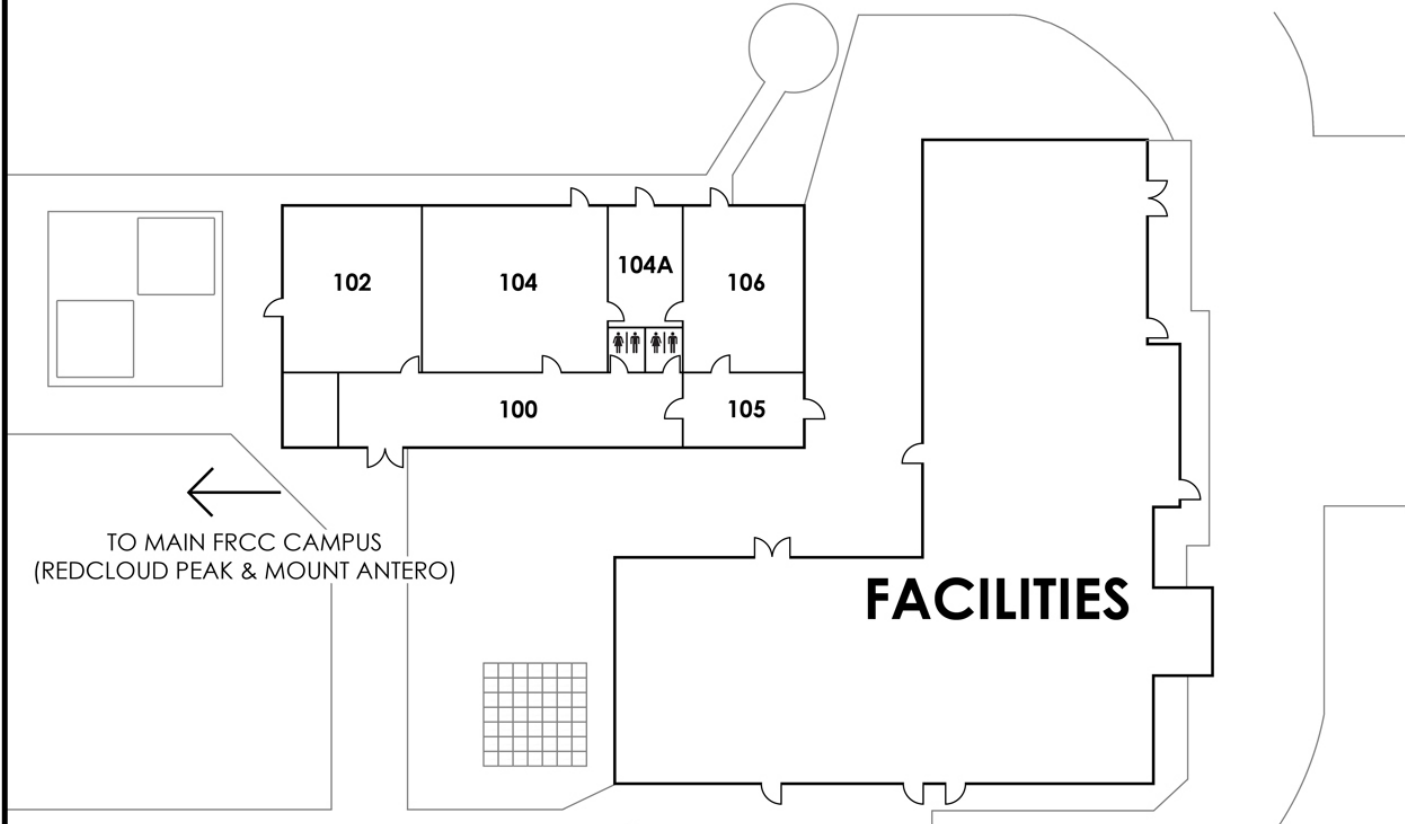 102
104
104A
106
100
105
TO MAIN FRCC CAMPUS
(REDCLOUD PEAK & MOUNT ANTERO)
FACILITIES